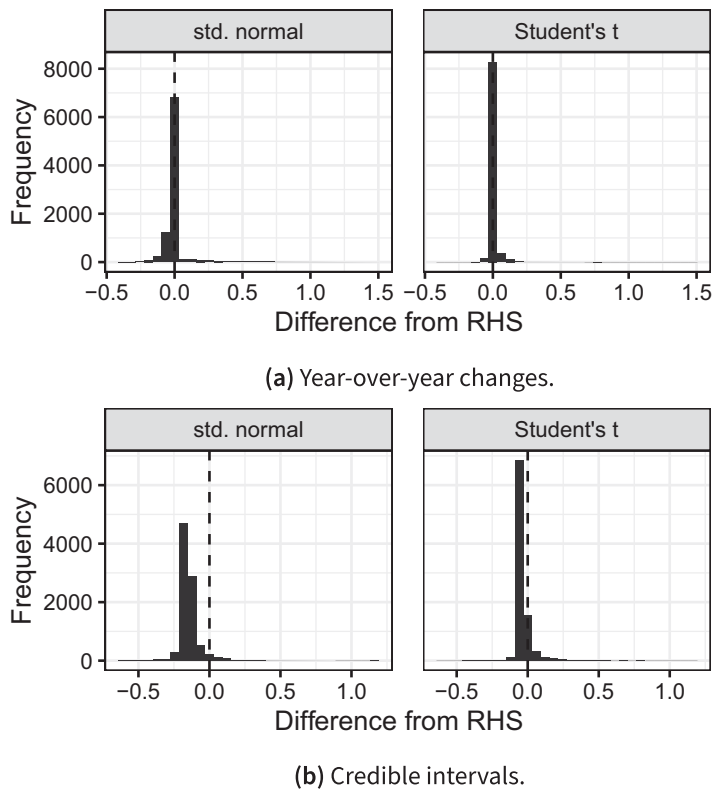 std. normal
Student's t
Frequency
8000
6000
4000
2000
0
−0.5 0.0 0.5 1.0 1.5
−0.5 0.0 0.5 1.0 1.5
Difference from RHS
(a) Year-over-year changes.
std. normal
Student's t
Frequency
6000
4000
2000
0
−0.5 0.0 0.5 1.0
−0.5 0.0 0.5 1.0
Difference from RHS
(b) Credible intervals.